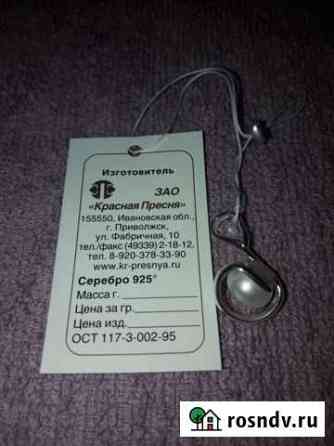 Изготовитель
ЗАО
«Красная Пресня»
155550, Ивановская обл.,
г. Приволжск,
ул. Фабричная, 10
тел./факс (49339) 2-18-12,
тел. 8-920-378-33-90
www.kr-presnya.ru
Серебро 925°
Масса г.
Цена за гр.
Цена изд.
ОСТ 117-3-002-95
rosndv.ru